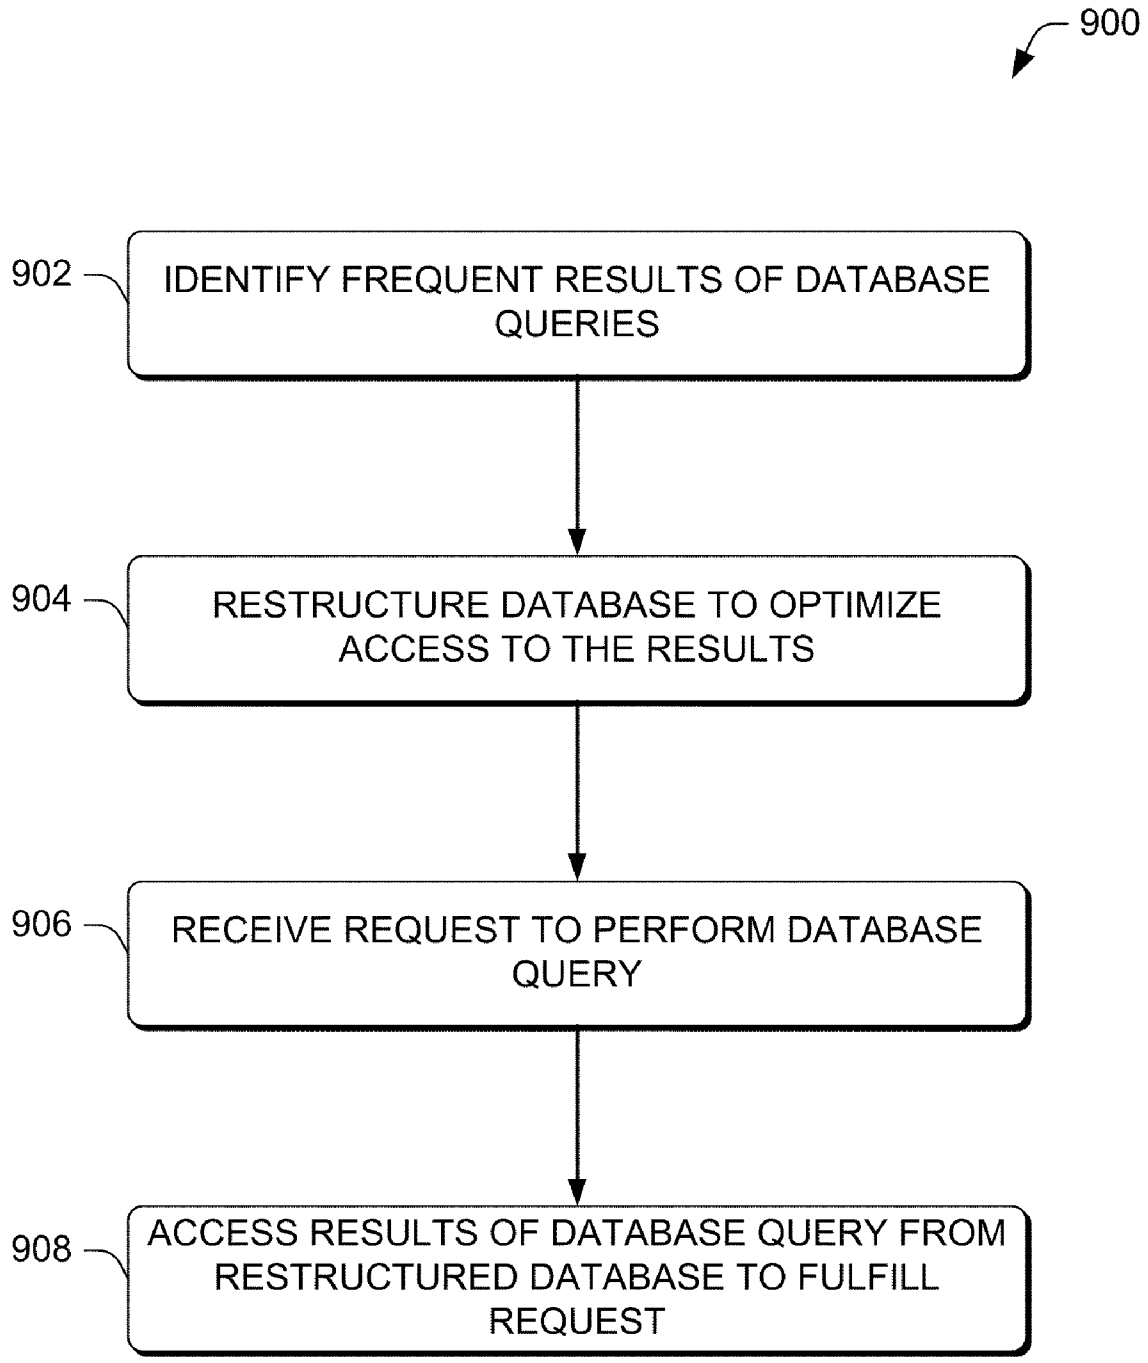 900
902
IDENTIFY FREQUENT RESULTS OF DATABASE
QUERIES
904
RESTRUCTURE DATABASE TO OPTIMIZE
ACCESS TO THE RESULTS
906
RECEIVE REQUEST TO PERFORM DATABASE
QUERY
908
ACCESS RESULTS OF DATABASE QUERY FROM
RESTRUCTURED DATABASE TO FULFILL
REQUEST